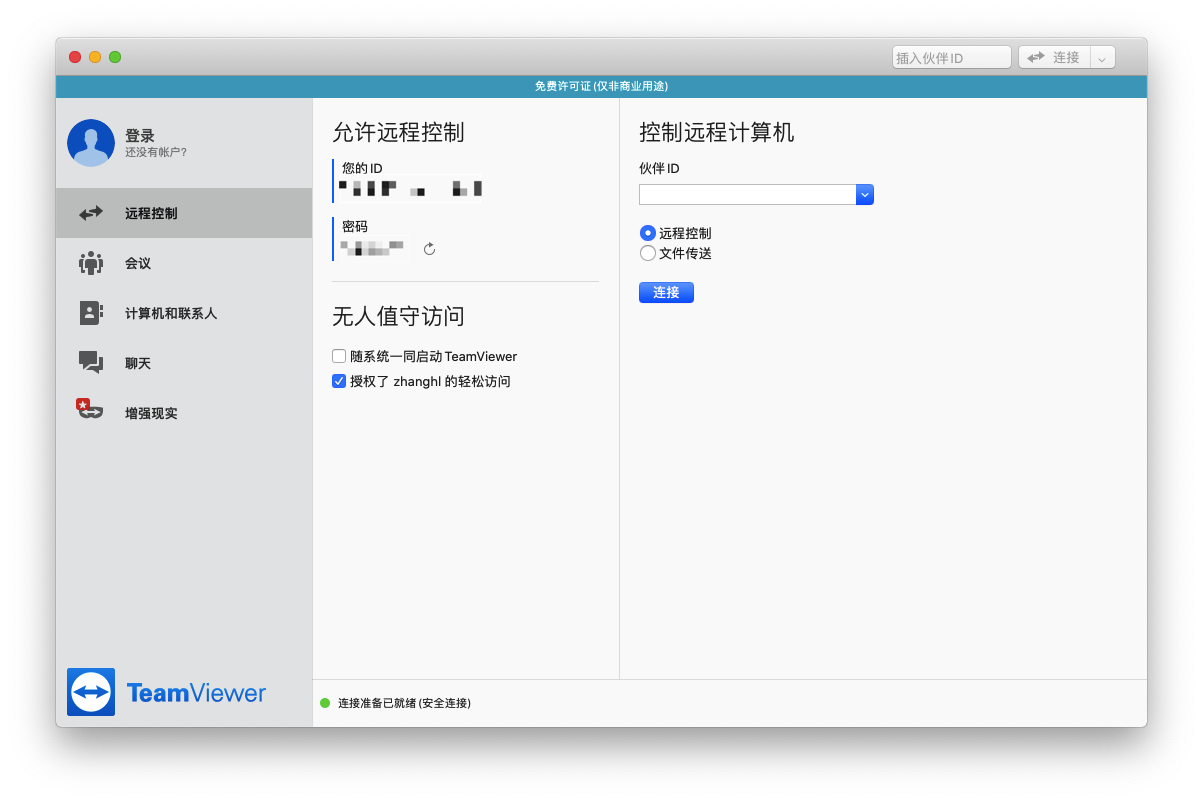 插入伙伴ID
连接
免费许可证 (仅非商业用途)
登录
还没有帐户?
远程控制
会议
计算机和联系人
聊天
增强现实
TeamViewer
允许远程控制
您的 ID
密码
无人值守访问
随系统一同启动 TeamViewer
授权了 zhanghl 的轻松访问
控制远程计算机
伙伴 ID
远程控制
文件传送
连接
连接准备已就绪 (安全连接)